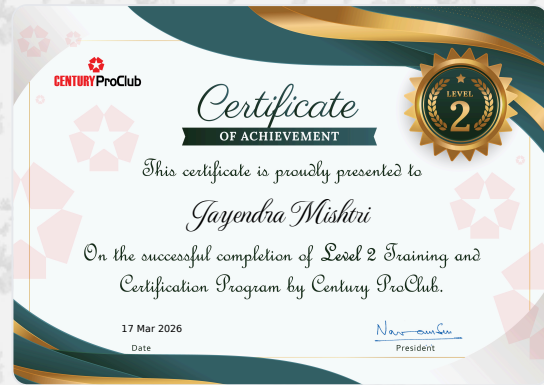 CENTURY ProClub
LEVEL
2
Certificate
OF ACHIEVEMENT
This certificate is proudly presented to
Jayendra Mishtri
On the successful completion of Level 2 Training and
Certification Program by Century ProClub.
17 Mar 2026
Date
President